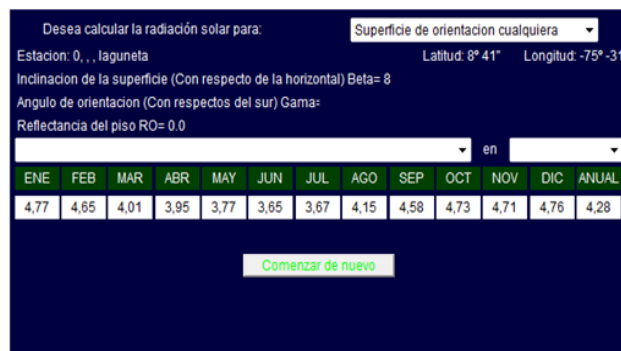 Desea calcular la radiación solar para: Superficie de orientacion cualquiera
Estacion: 0, , , laguneta Latitud: 8º 41" Longitud: -75º -31
Inclinacion de la superficie (Con respecto de la horizontal) Beta= 8
Angulo de orientacion (Con respectos del sur) Gama=
Reflectancia del piso RO= 0.0
en
ENE FEB MAR ABR MAY JUN JUL AGO SEP OCT NOV DIC ANUAL
4,77 4,65 4,01 3,95 3,77 3,65 3,67 4,15 4,58 4,73 4,71 4,76 4,28
Comenzar de nuevo